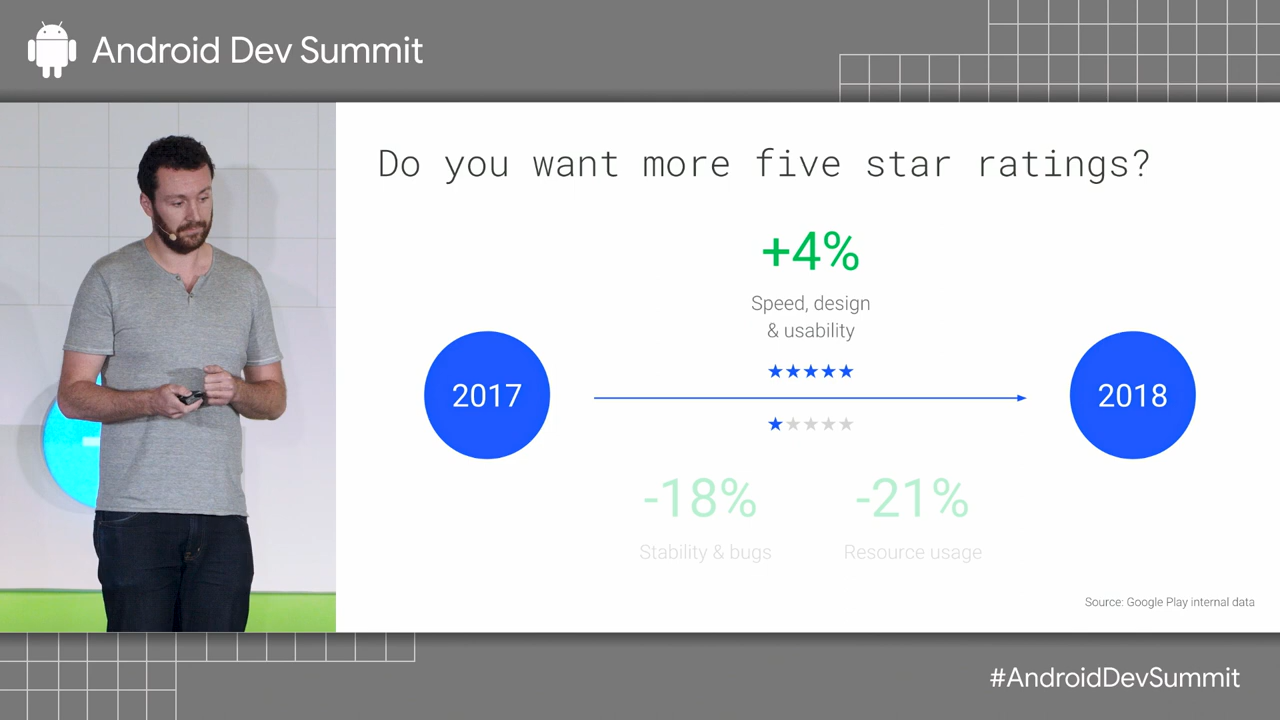 Android Dev Summit
Do you want more five star ratings?
+4%
Speed, design
& usability
2017
2018
-18%
-21%
Stability & bugs
Resource usage
Source: Google Play internal data
#AndroidDevSummit